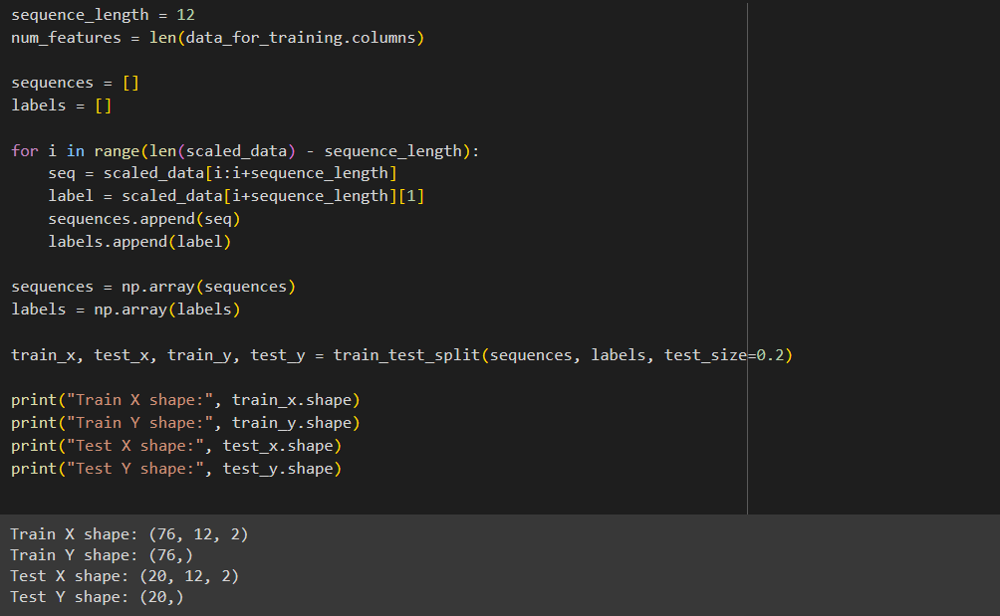 sequence_length = 12
num_features = len(data_for_training.columns)
sequences = []
labels = []
for i in range(len(scaled_data) - sequence_length):
    seq = scaled_data[i:i+sequence_length]
    label = scaled_data[i+sequence_length][1]
    sequences.append(seq)
    labels.append(label)
sequences = np.array(sequences)
labels = np.array(labels)
train_x, test_x, train_y, test_y = train_test_split(sequences, labels, test_size=0.2)
print("Train X shape:", train_x.shape)
print("Train Y shape:", train_y.shape)
print("Test X shape:", test_x.shape)
print("Test Y shape:", test_y.shape)
Train X shape: (76, 12, 2)
Train Y shape: (76,)
Test X shape: (20, 12, 2)
Test Y shape: (20,)